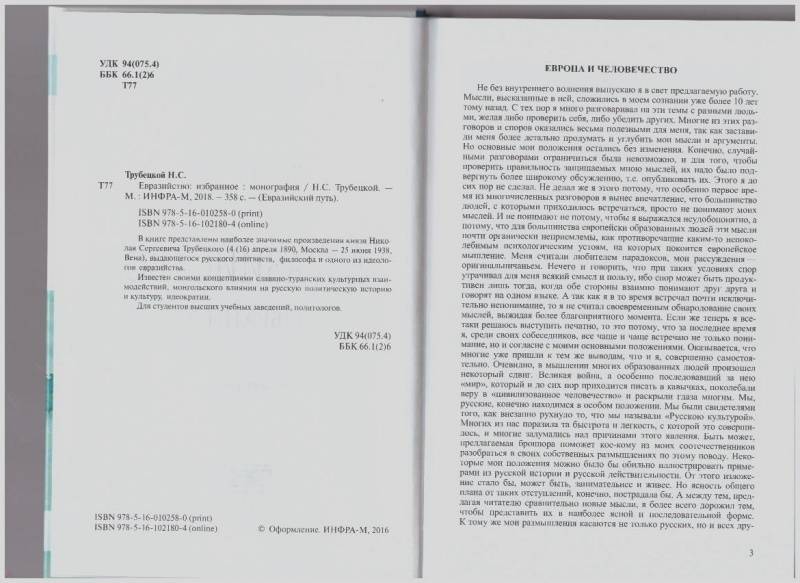 УДК 94(075.4)
ББК 66.1(2)6
Т77
Трубецкой Н.С.
Т77 Евразийство: избранное : монография / Н.С. Трубецкой. —
М. : ИНФРА-М, 2018. — 358 с. — (Евразийский путь).
ISBN 978-5-16-010258-0 (print)
ISBN 978-5-16-102180-4 (online)
В книге представлены наиболее значимые произведения князя Нико-
лая Сергеевича Трубецкого (4 (16) апреля 1890, Москва — 25 июня 1938,
Вена), выдающегося русского лингвиста, философа и одного из идеоло-
гов евразийства.
Известен своими концепциями славяно-туранских культурных взаи-
модействий, монгольского влияния на русскую политическую историю
и культуру, идеократии.
Для студентов высших учебных заведений, политологов.
УДК 94(075.4)
ББК 66.1(2)6
ISBN 978-5-16-010258-0 (print)
ISBN 978-5-16-102180-4 (online)
© Оформление. ИНФРА-М, 2016
ЕВРОПА И ЧЕЛОВЕЧЕСТВО
Не без внутреннего волнения выпускаю я в свет предлагаемую работу.
Мысли, высказанные в ней, сложились в моем сознании уже более 10 лет
тому назад. С тех пор я много разговаривал на эти темы с разными людь-
ми, желая либо проверить себя, либо убедить других. Многие из этих раз-
говоров и споров оказались весьма полезными для меня, так как застави-
ли меня более детально продумать и углубить мои мысли и аргументы.
Но основные мои положения остались без изменения. Конечно, случай-
ными разговорами ограничиться было невозможно, и для того, чтобы
проверить правильность защищаемых мною мыслей, их надо было под-
вергнуть более широкому обсуждению, т.е. опубликовать их. Этого я до
сих пор не сделал. Не делал же я этого потому, что особенно первое вре-
мя из многочисленных разговоров я вынес впечатление, что большинство
людей, с которыми приходилось встречаться, просто не понимают моих
мыслей. И не понимают не потому, чтобы я выражался неудобопонятно, а
потому, что для большинства европейски образованных людей эти мысли
почти органически неприемлемы, как противоречащие каким-то непоко-
лебимым психологическим устоям, на которых покоится европейское
мышление. Меня считали любителем парадоксов, мои рассуждения —
оригинальничаньем. Нечего и говорить, что при таких условиях спор
утрачивал для меня всякий смысл и пользу, ибо спор может быть продук-
тивен лишь тогда, когда обе стороны взаимно понимают друг друга и
говорят на одном языке. А так как я в то время встречал почти исключи-
тельно непонимание, то я не считал своевременным обнародование своих
мыслей, выжидая более благоприятного момента. Если же теперь я все-
таки решаюсь выступить печатно, то это потому, что за последнее время
я, среди своих собеседников, все чаще и чаще встречаю не только пони-
мание, но и согласие с моими основными положениями. Оказывается, что
многие уже пришли к тем же выводам, что и я, совершенно самостоя-
тельно. Очевидно, в мышлении многих образованных людей произошел
некоторый сдвиг. Великая война, а особенно последовавший за нею
«мир», который и до сих пор приходится писать в кавычках, поколебали
веру в «цивилизованное человечество» и раскрыли глаза многим. Мы,
русские, конечно находимся в особом положении. Мы были свидетелями
того, как внезапно рухнуло то, что мы называли «Русскою культурой».
Многих из нас поразила та быстрота и легкость, с которой это соверши-
лось, и многие задумались над причинами этого явления. Быть может,
предлагаемая брошюра поможет кое-кому из моих соотечественников
разобраться в своих собственных размышлениях по этому поводу. Неко-
торые мои положения можно было бы обильно иллюстрировать приме-
рами из русской истории и русской действительности. От этого изложе-
ние стало бы, может быть, занимательнее и живее. Но ясность общего
плана от таких отступлений, конечно, пострадала бы. А между тем, пред-
лагая читателю сравнительно новые мысли, я более всего дорожил тем,
чтобы представить их в наиболее ясной и последовательной форме.
К тому же мои размышления касаются не только русских, но и всех дру-
3